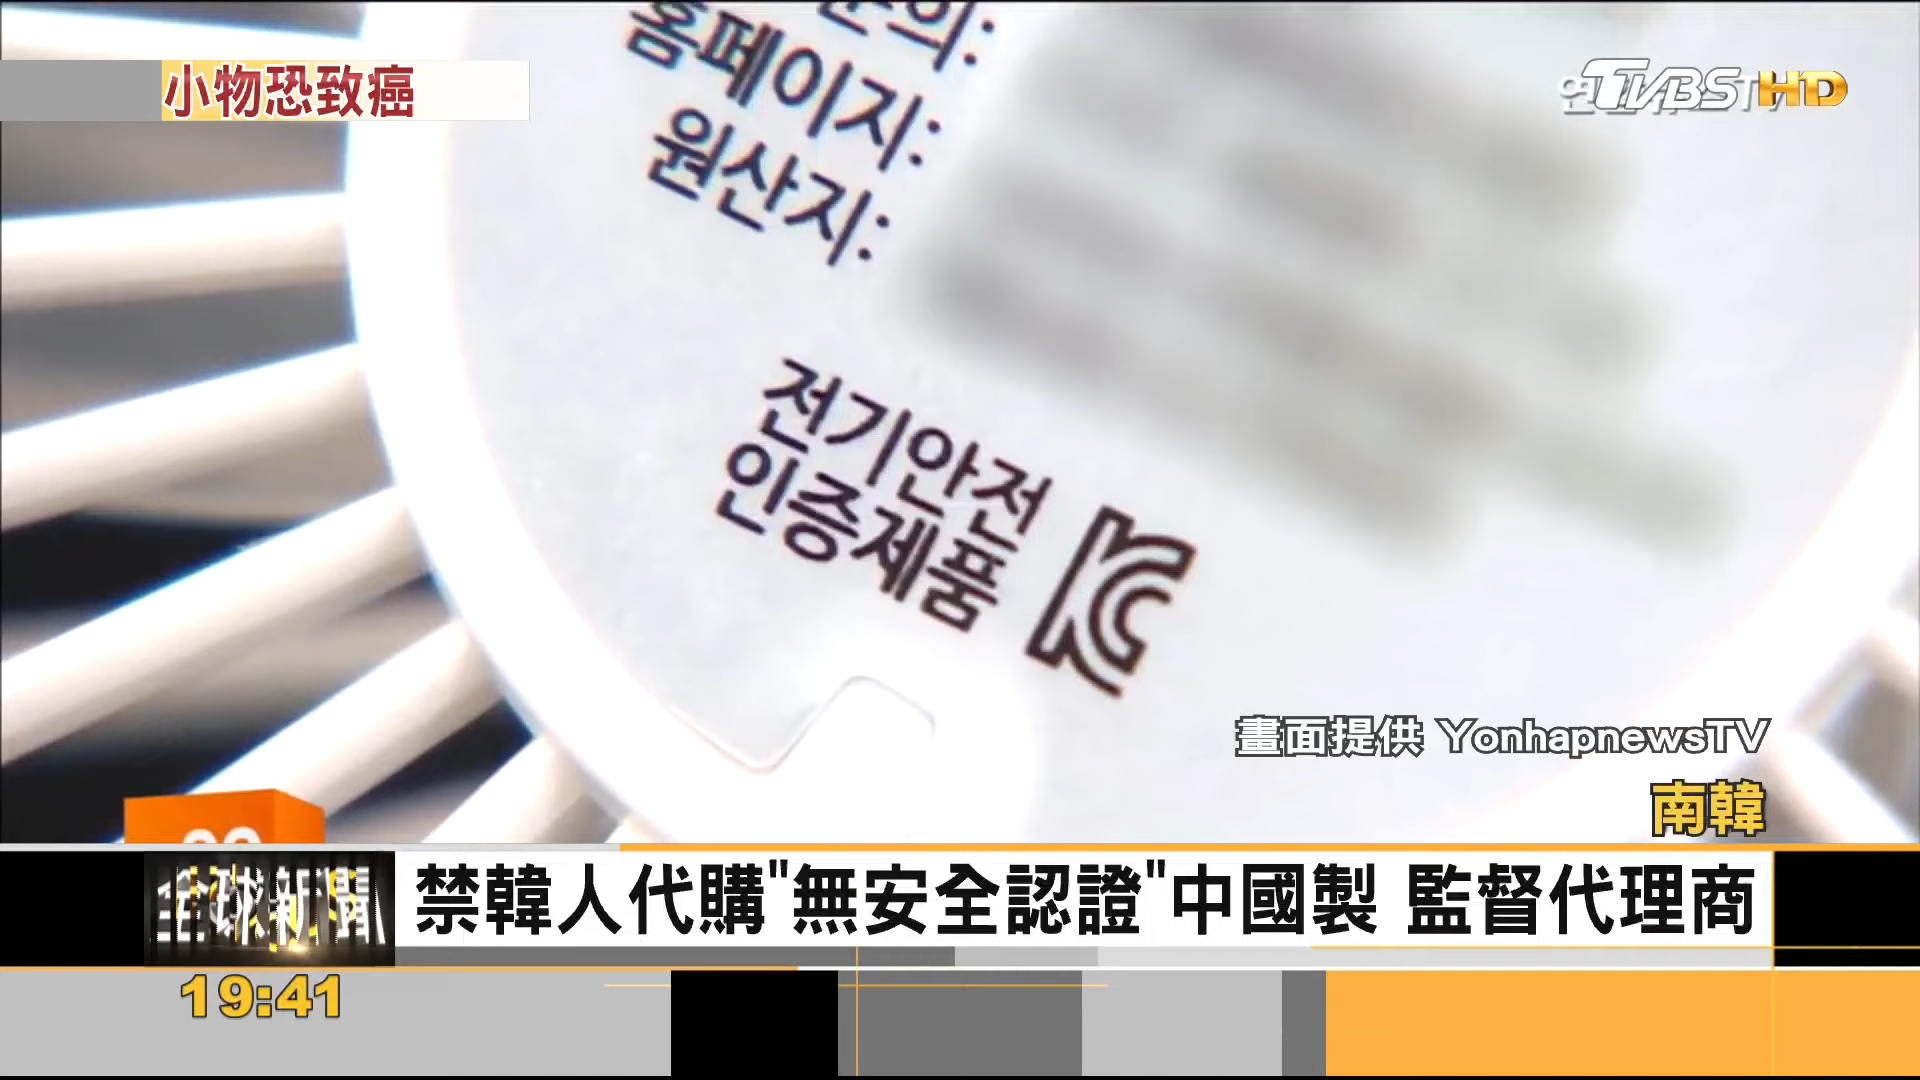 小物恐致癌
TVBS HD
홈페이지:
원산지:
전기안전
인증제품
KC
畫面提供 YonhapnewsTV
南韓
全球新聞
禁韓人代購"無安全認證"中國製 監督代理商
19:41